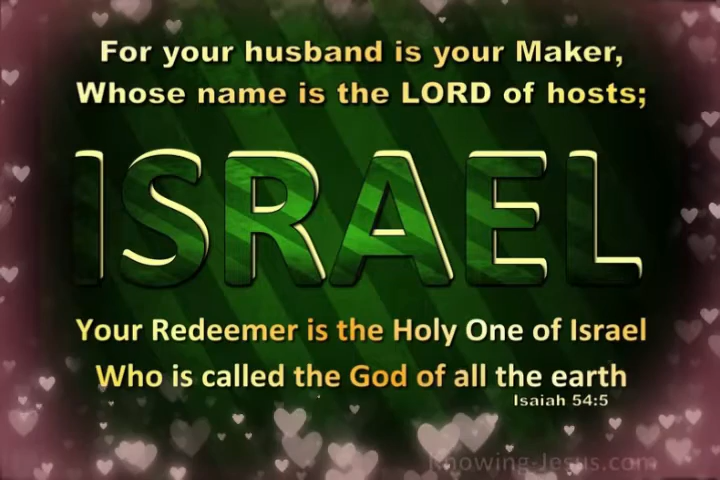 For your husband is your Maker,
Whose name is the LORD of hosts;
ISRAEL
Your Redeemer is the Holy One of Israel
Who is called the God of all the earth
Isaiah 54:5
Knowing-Jesus.com